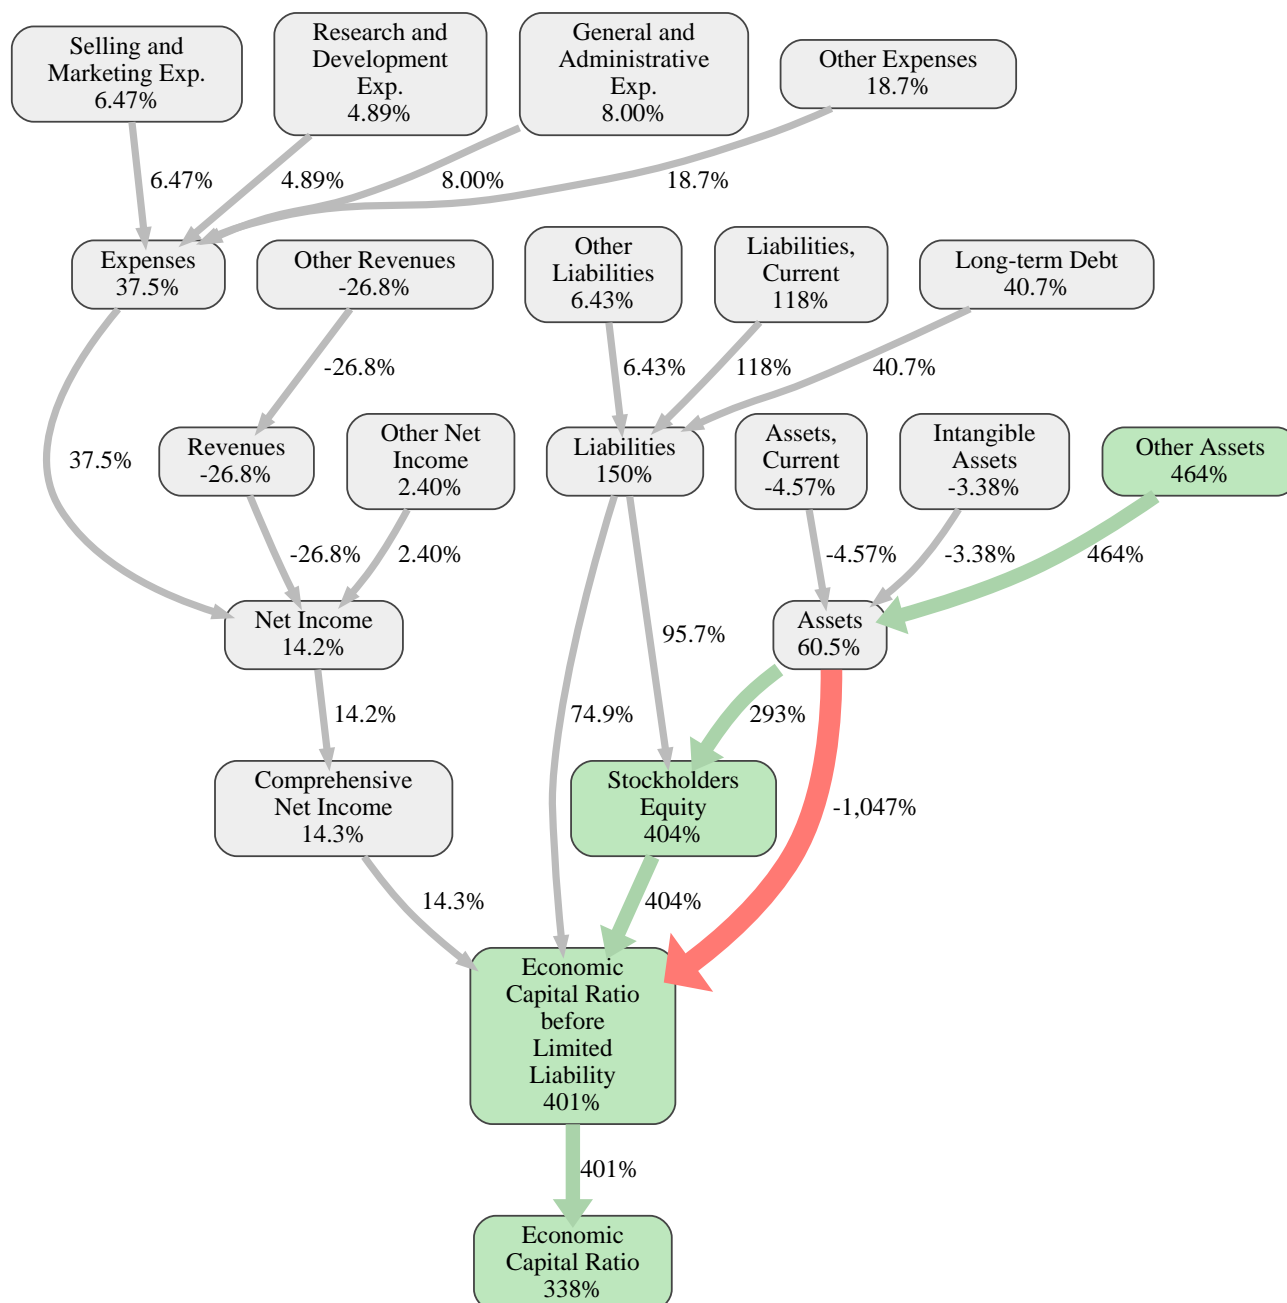 Selling and
Marketing Exp.
6.47%
Research and
Development
Exp.
4.89%
General and
Administrative
Exp.
8.00%
Other Expenses
18.7%
6.47%
4.89%
8.00%
18.7%
Expenses
37.5%
Other Revenues
-26.8%
Other
Liabilities
6.43%
Liabilities,
Current
118%
Long-term Debt
40.7%
-26.8%
6.43%
118%
40.7%
37.5%
Revenues
-26.8%
Other Net
Income
2.40%
Liabilities
150%
Assets,
Current
-4.57%
Intangible
Assets
-3.38%
Other Assets
464%
-26.8%
2.40%
-4.57%
-3.38%
464%
Net Income
14.2%
95.7%
Assets
60.5%
14.2%
74.9%
293%
Comprehensive
Net Income
14.3%
Stockholders
Equity
404%
-1,047%
14.3%
404%
Economic
Capital Ratio
before
Limited
Liability
401%
401%
Economic
Capital Ratio
338%